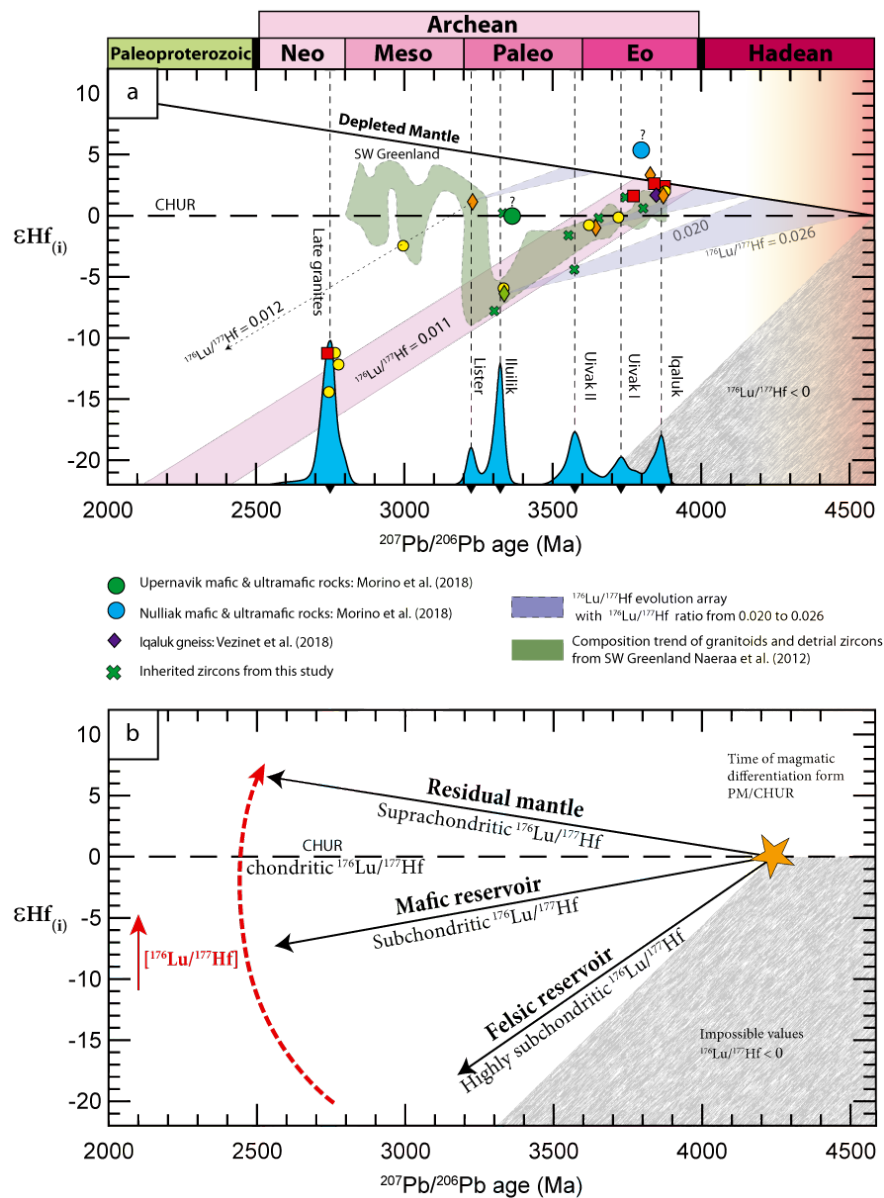 Archean
Paleoproterozoic Neo Meso Paleo Eo Hadean
a
10
5
0
-5
-10
-15
-20
εHf(i)
Depleted Mantle
SW Greenland
CHUR
?
?
0.020
¹⁷⁶Lu/¹⁷⁷Hf = 0.026
¹⁷⁶Lu/¹⁷⁷Hf = 0.012
¹⁷⁶Lu/¹⁷⁷Hf = 0.011
¹⁷⁶Lu/¹⁷⁷Hf < 0
Late granites
Lister
Iluilik
Uivak II
Uivak I
Iqaluk
2000 2500 3000 3500 4000 4500
²⁰⁷Pb/²⁰⁶Pb age (Ma)
Upernavik mafic & ultramafic rocks: Morino et al. (2018)
Nulliak mafic & ultramafic rocks: Morino et al. (2018)
Iqaluk gneiss: Vezinet et al. (2018)
Inherited zircons from this study
¹⁷⁶Lu/¹⁷⁷Hf evolution array
with ¹⁷⁶Lu/¹⁷⁷Hf ratio from 0.020 to 0.026
Composition trend of granitoids and detrial zircons
from SW Greenland Naeraa et al. (2012)
b
10
5
0
-5
-10
-15
-20
εHf(i)
Time of magmatic
differentiation form
PM/CHUR
Residual mantle
Suprachondritic ¹⁷⁶Lu/¹⁷⁷Hf
CHUR
chondritic ¹⁷⁶Lu/¹⁷⁷Hf
Mafic reservoir
Subchondritic ¹⁷⁶Lu/¹⁷⁷Hf
Felsic reservoir
Highly subchondritic ¹⁷⁶Lu/¹⁷⁷Hf
[¹⁷⁶Lu/¹⁷⁷Hf]
Impossible values
¹⁷⁶Lu/¹⁷⁷Hf < 0
2000 2500 3000 3500 4000 4500
²⁰⁷Pb/²⁰⁶Pb age (Ma)